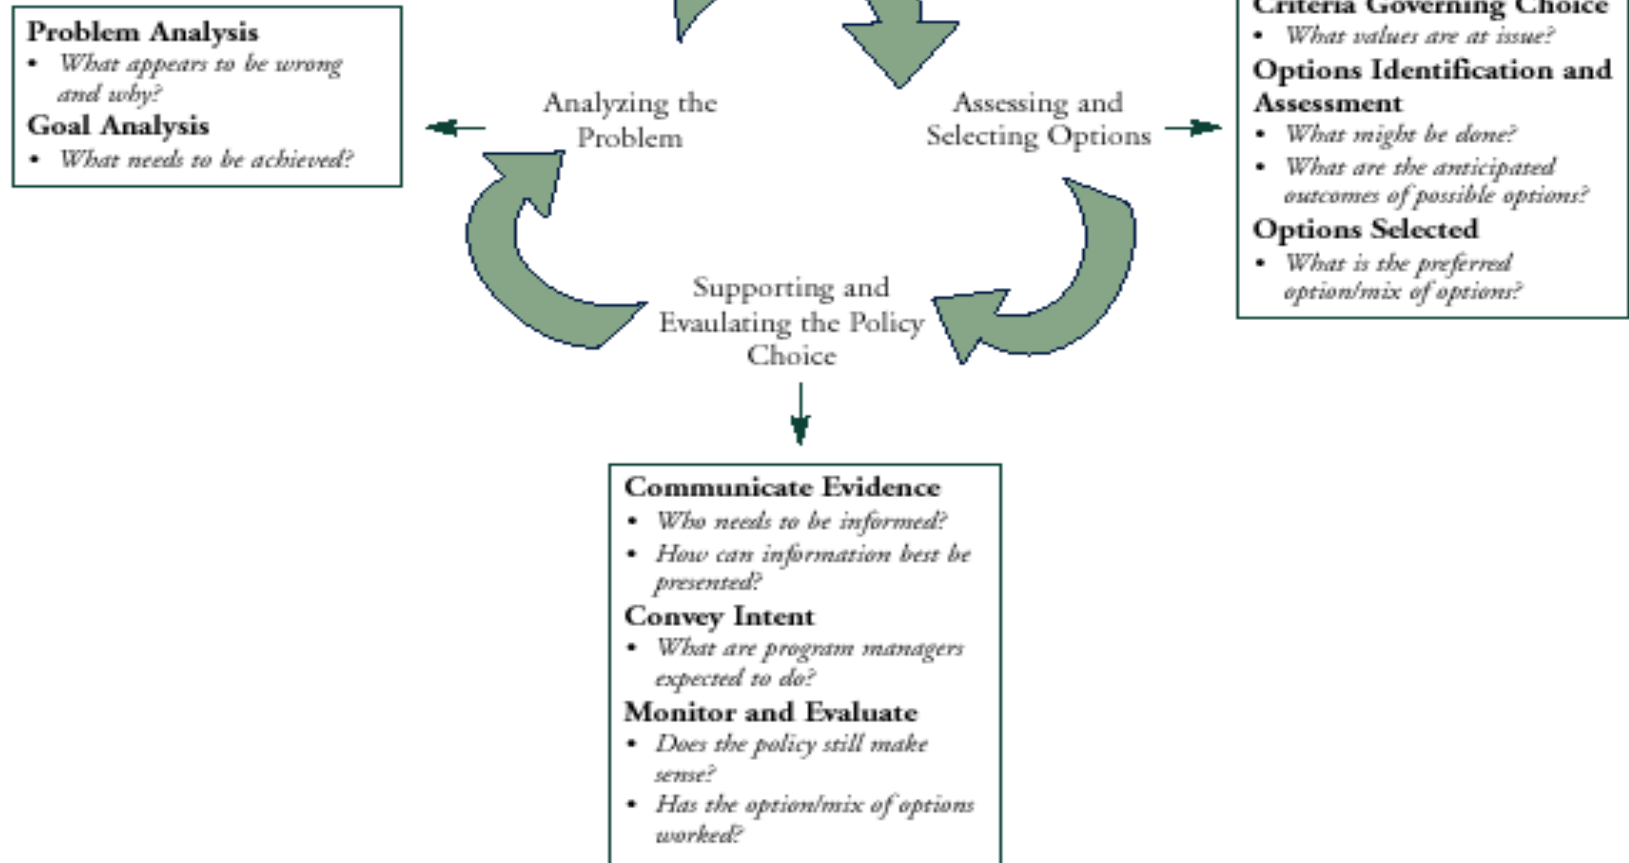 Problem Analysis
• What appears to be wrong
and why?
Goal Analysis
• What needs to be achieved?
Analyzing the
Problem
Assessing and
Selecting Options
Criteria Governing Choice
• What values are at issue?
Options Identification and
Assessment
• What might be done?
• What are the anticipated
outcomes of possible options?
Options Selected
• What is the preferred
option/mix of options?
Supporting and
Evaulating the Policy
Choice
Communicate Evidence
• Who needs to be informed?
• How can information best be
presented?
Convey Intent
• What are program managers
expected to do?
Monitor and Evaluate
• Does the policy still make
sense?
• Has the option/mix of options
worked?